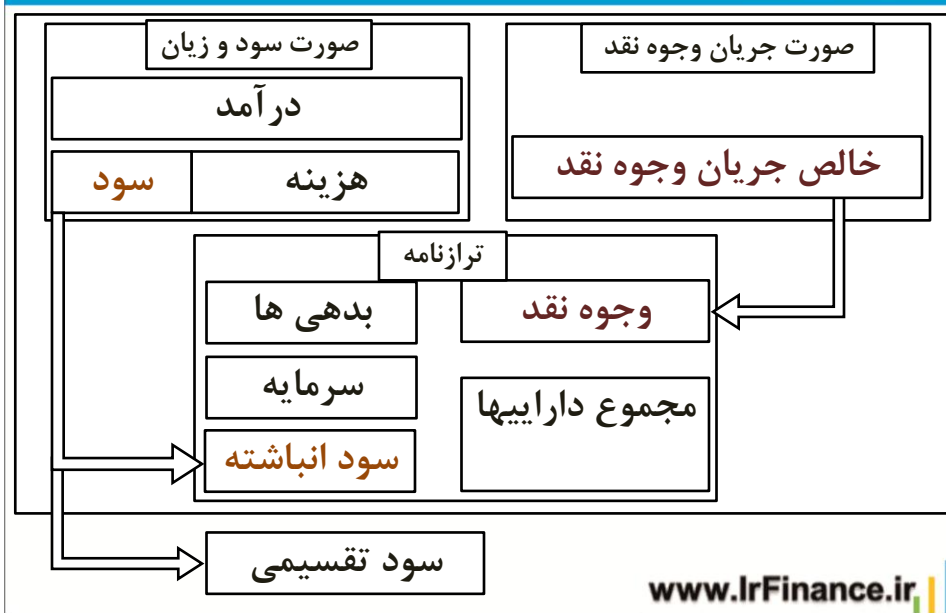 صورت جریان وجوه نقد
خالص جریان وجوه نقد
صورت سود و زیان
درآمد
هزینه
سود
ترازنامه
وجوه نقد
مجموع داراییها
بدهی ها
سرمایه
سود انباشته
سود تقسیمی
www.IrFinance.ir